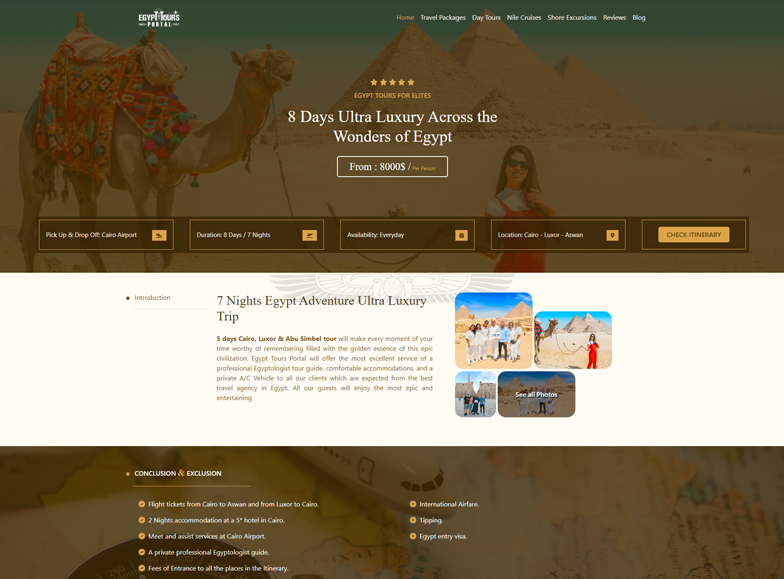 EGYPT TOURS
PORTAL
Home Travel Packages Day Tours Nile Cruises Shore Excursions Reviews Blog
EGYPT TOURS FOR ELITES
8 Days Ultra Luxury Across the
Wonders of Egypt
From : 8000$ / Per Person
Pick Up & Drop Off: Cairo Airport
Duration: 8 Days / 7 Nights
Availability: Everyday
Location: Cairo - Luxor - Aswan
CHECK ITINERARY
Introduction
7 Nights Egypt Adventure Ultra Luxury
Trip
5 days Cairo, Luxor & Abu Simbel tour will make every moment of your
time worthy of remembering filled with the golden essence of this epic
civilization. Egypt Tours Portal will offer the most excellent service of a
professional Egyptologist tour guide, comfortable accommodations, and a
private A/C Vehicle to all our clients which are expected from the best
travel agency in Egypt. All our guests will enjoy the most epic and
entertaining
See all Photos
CONCLUSION & EXCLUSION
Flight tickets from Cairo to Aswan and from Luxor to Cairo.
2 Nights accommodation at a 5* hotel in Cairo.
Meet and assist services at Cairo Airport.
A private professional Egyptologist guide.
Fees of Entrance to all the places in the Itinerary.
International Airfare.
Tipping.
Egypt entry visa.